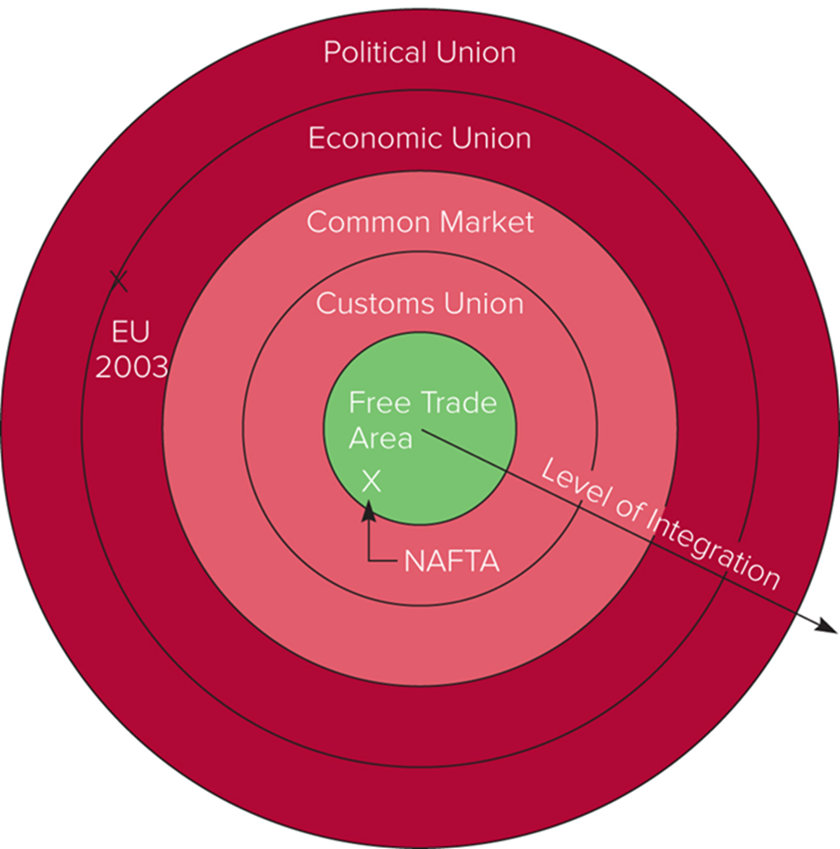 Political Union
Economic Union
Common Market
Customs Union
X
EU
2003
Free Trade
Area
X
Level of Integration
NAFTA